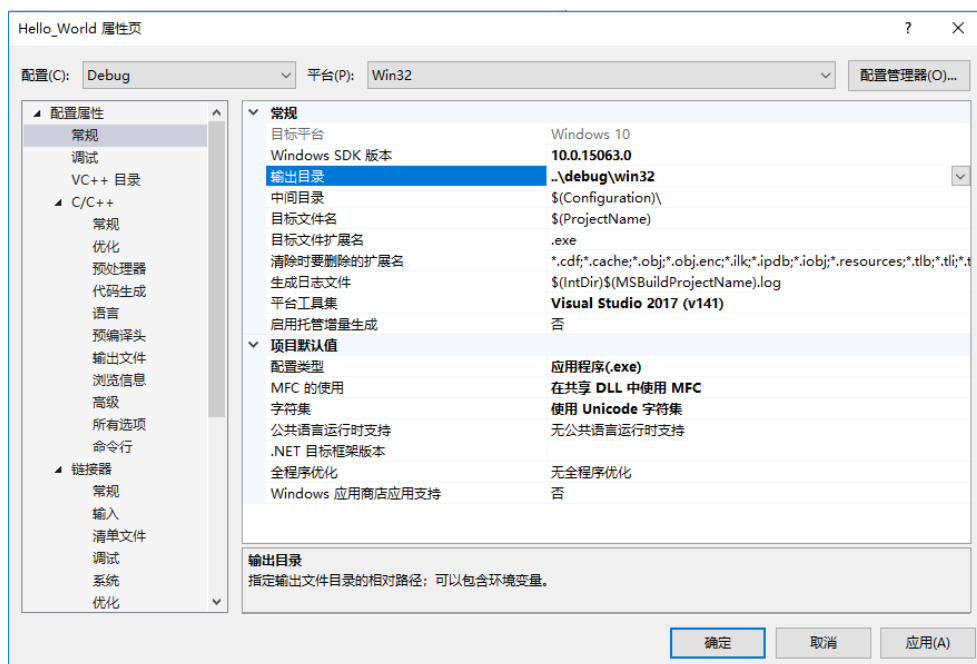 Hello_World 属性页 ? ×
配置(C): Debug 平台(P): Win32 配置管理器(O)...
配置属性
常规
调试
VC++ 目录
C/C++
常规
优化
预处理器
代码生成
语言
预编译头
输出文件
浏览信息
高级
所有选项
命令行
链接器
常规
输入
清单文件
调试
系统
优化
常规
目标平台 Windows 10
Windows SDK 版本 10.0.15063.0
输出目录 ..\debug\win32
中间目录 $(Configuration)\
目标文件名 $(ProjectName)
目标文件扩展名 .exe
清除时要删除的扩展名 *.cdf;*.cache;*.obj;*.obj.enc;*.ilk;*.ipdb;*.iobj;*.resources;*.tlb;*.tli;*.t
生成日志文件 $(IntDir)$(MSBuildProjectName).log
平台工具集 Visual Studio 2017 (v141)
启用托管增量生成 否
项目默认值
配置类型 应用程序(.exe)
MFC 的使用 在共享 DLL 中使用 MFC
字符集 使用 Unicode 字符集
公共语言运行时支持 无公共语言运行时支持
.NET 目标框架版本
全程序优化 无全程序优化
Windows 应用商店应用支持 否
输出目录
指定输出文件目录的相对路径；可以包含环境变量。
确定 取消 应用(A)